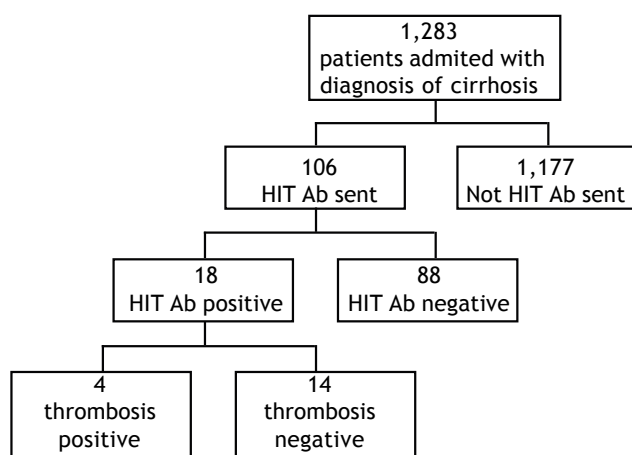 1,283
patients admited with
diagnosis of cirrhosis
106
HIT Ab sent
1,177
Not HIT Ab sent
18
HIT Ab positive
88
HIT Ab negative
4
thrombosis
positive
14
thrombosis
negative